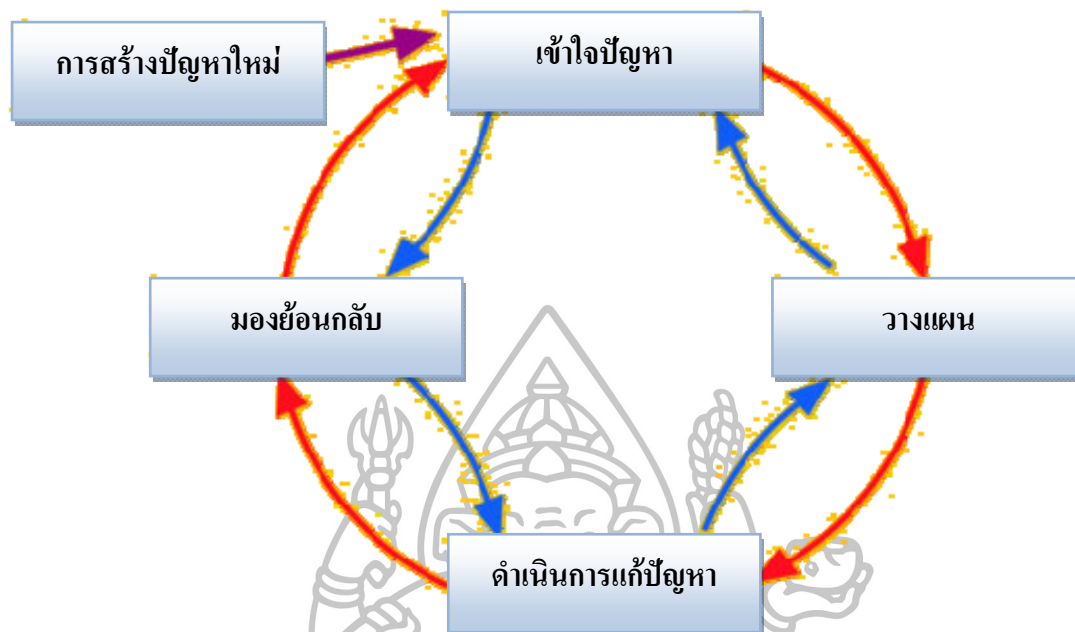 การสร้างปัญหาใหม่
เข้าใจปัญหา
มองย้อนกลับ
วางแผน
ดำเนินการแก้ปัญหา